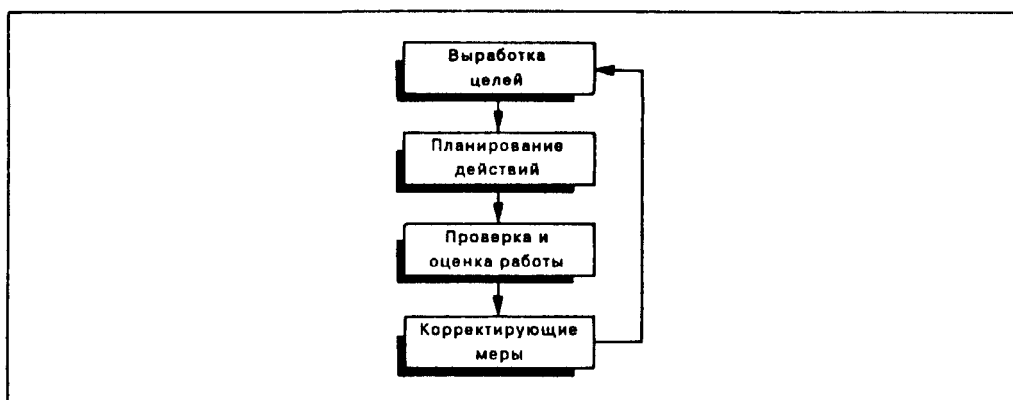 Выработка
целей
Планирование
действий
Проверка и
оценка работы
Корректирующие
меры